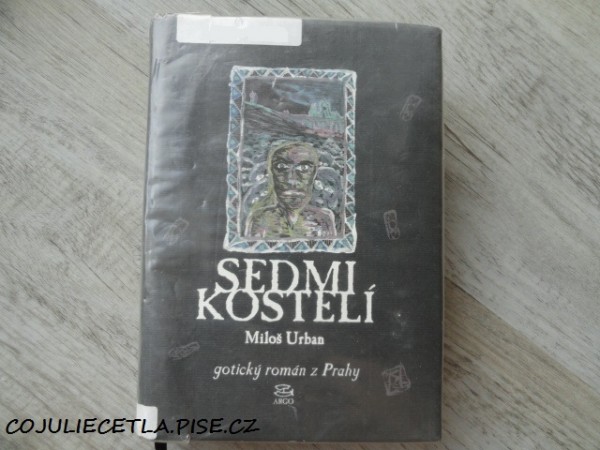 SEDMI
KOSTELÍ
Miloš Urban
gotický román z Prahy
ARGO
COJULIECETLA.PISE.CZ